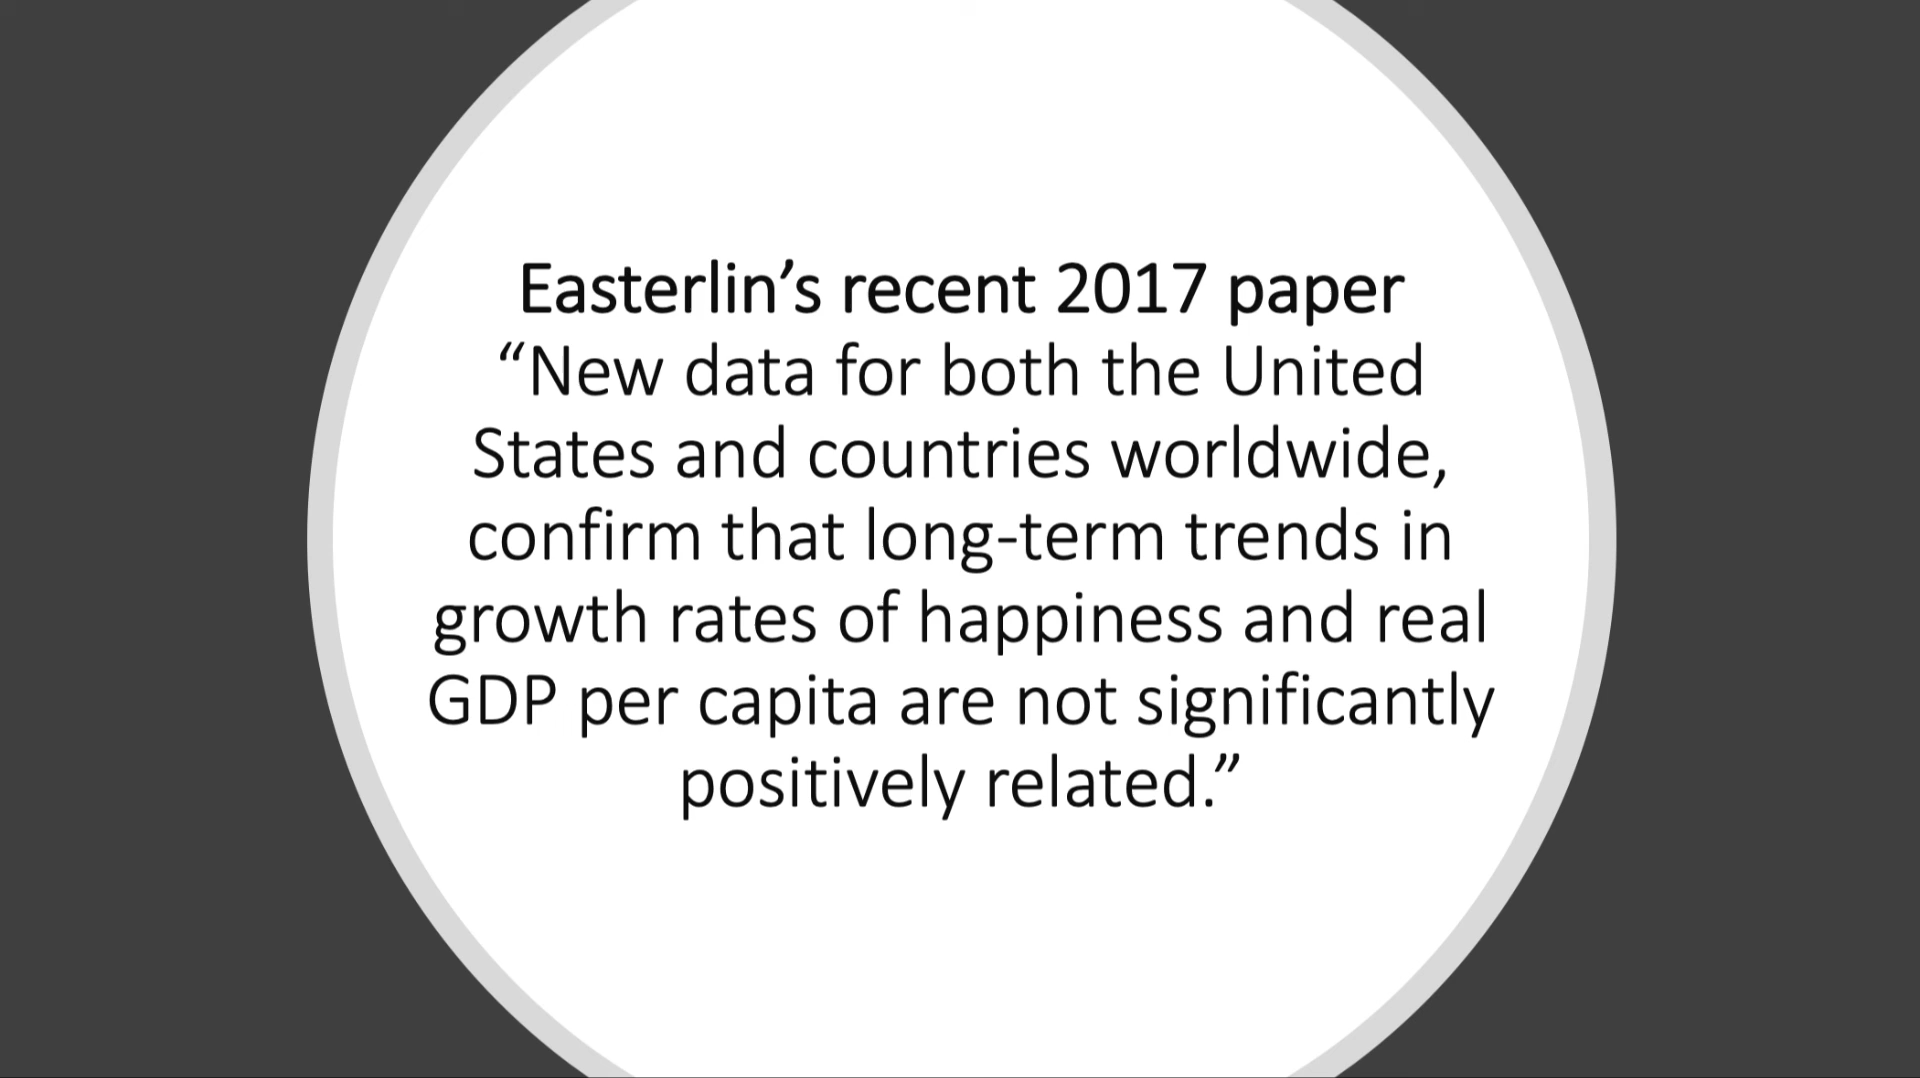 Easterlin’s recent 2017 paper
“New data for both the United
States and countries worldwide,
confirm that long-term trends in
growth rates of happiness and real
GDP per capita are not significantly
positively related.”